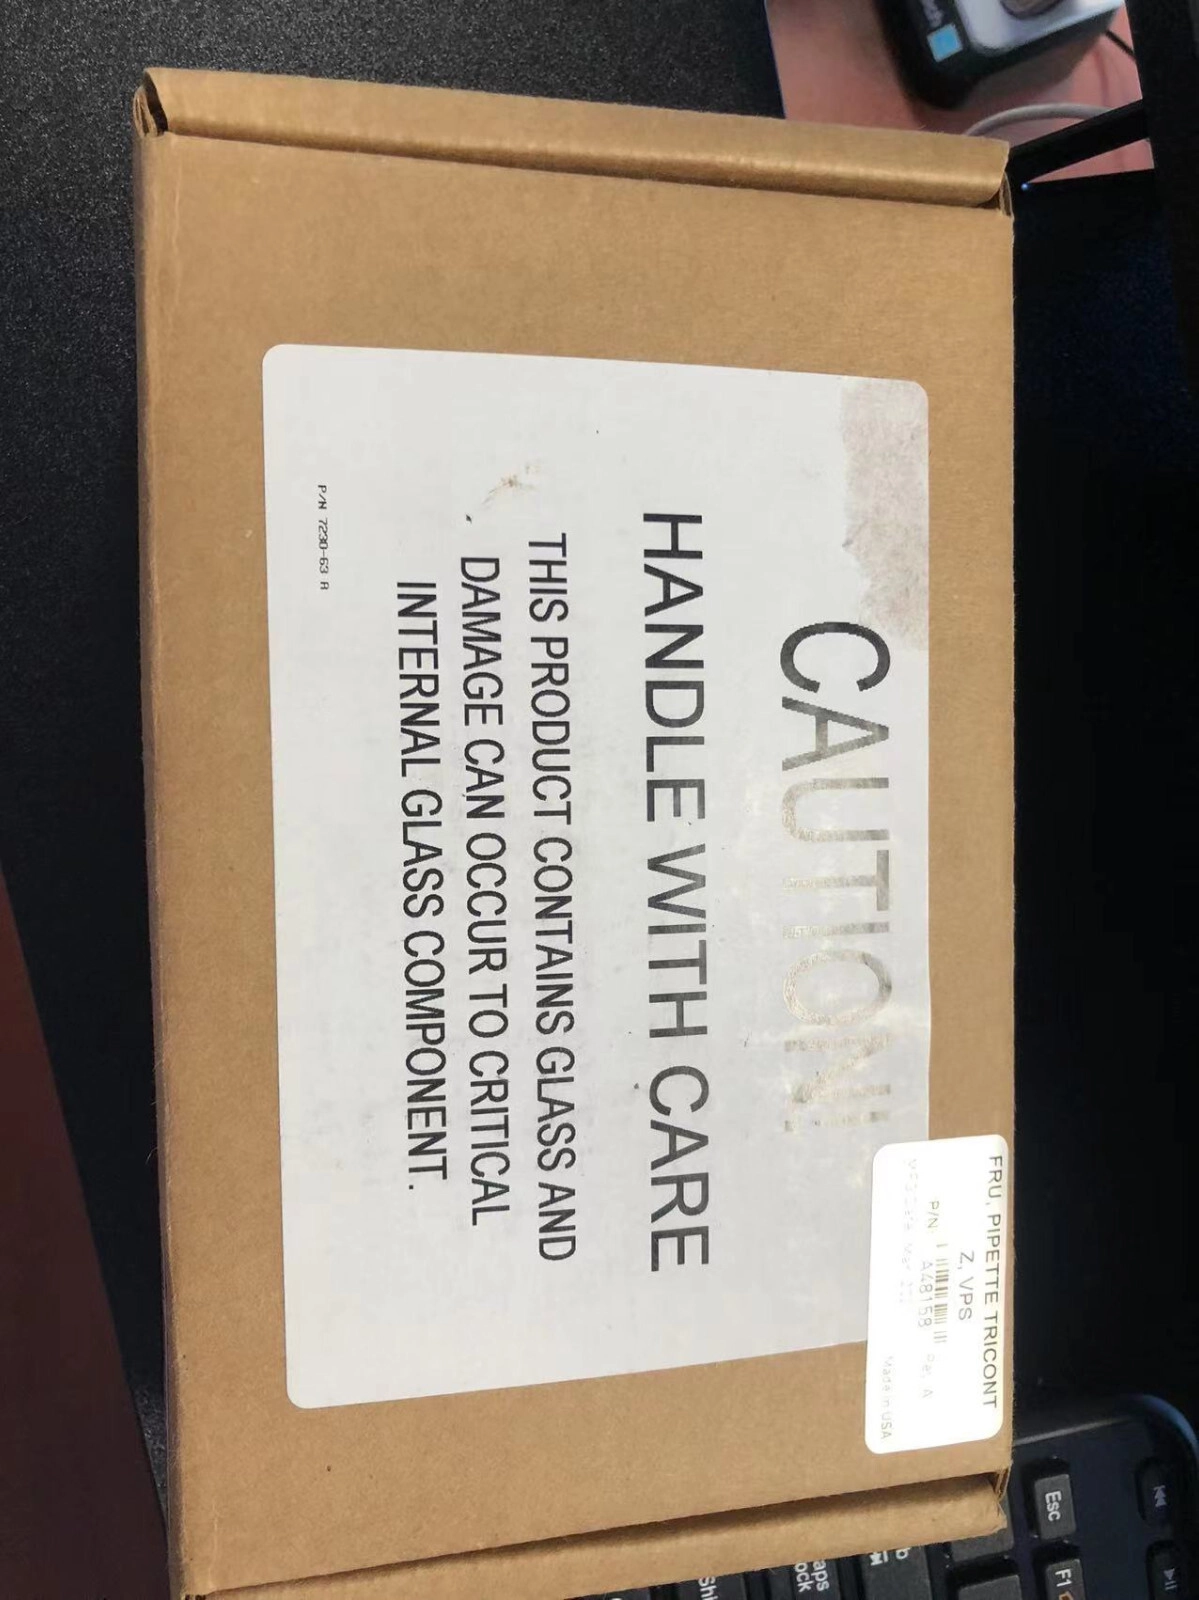 CAUTION!
HANDLE WITH CARE
THIS PRODUCT CONTAINS GLASS AND
DAMAGE CAN OCCUR TO CRITICAL
INTERNAL GLASS COMPONENT.
P/N 7230-63 A
FRU, PIPETTE TRICONT
Z, VPS
P/N:
A48158 Rev A
Made in USA
Esc
F1